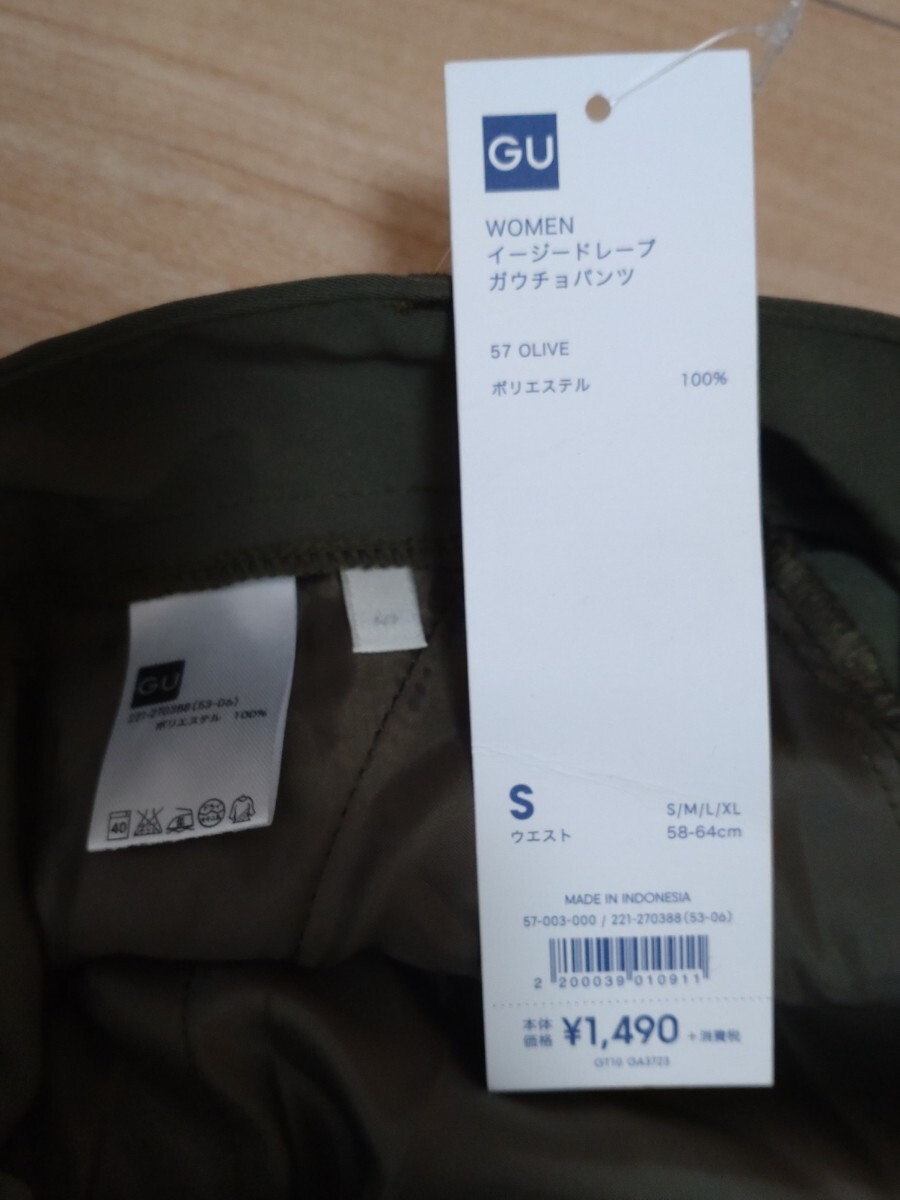 GU
WOMEN
イージードレープ
ガウチョパンツ
57 OLIVE
ポリエステル 100%
S S/M/L/XL
ウエスト 58-64cm
MADE IN INDONESIA
57-003-000 / 221-270388(53-06)
2 200039 010911
本体価格 ¥1,490 +消費税
GT10 GA3723
GU
221-270388(53-06)
ポリエステル 100%
40